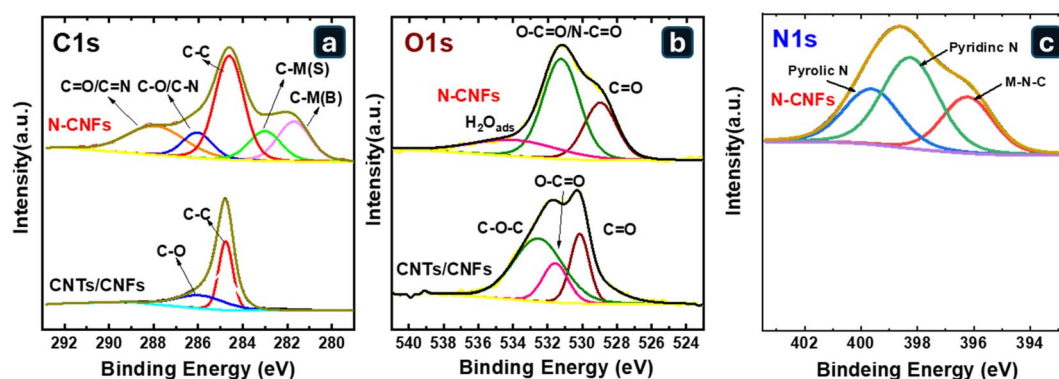 C1s
a
C-C
C=O/C=N
C-O/C-N
C-M(S)
C-M(B)
N-CNFs
C-C
C-O
CNTs/CNFs
Intensity(a.u.)
292 290 288 286 284 282 280
Binding Energy (eV)
O1s
b
O-C=O/N-C=O
N-CNFs
C=O
H2Oads
O-C=O
C-O-C
C=O
CNTs/CNFs
Intensity(a.u.)
540 538 536 534 532 530 528 526 524
Binding Energy (eV)
N1s
c
Pyridinc N
Pyrolic N
M-N-C
N-CNFs
Intensity(a.u.)
402 400 398 396 394
Bindeing Energy (eV)